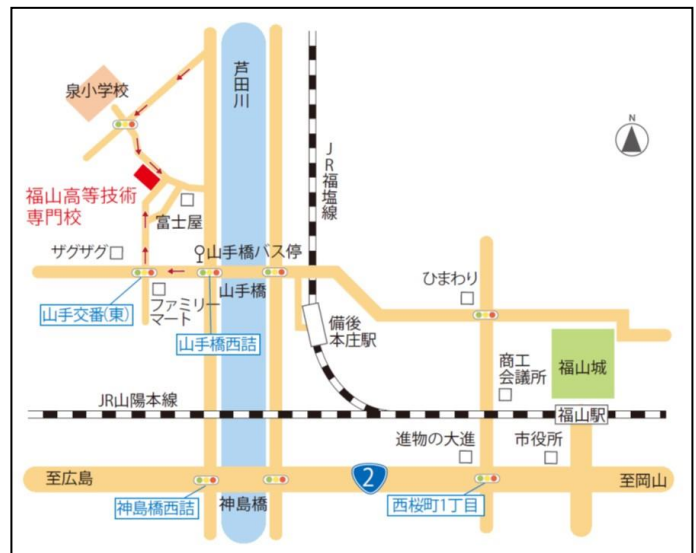 泉小学校
芦田川
JR福塩線
N
福山高等技術
専門校
富士屋
ザグザグ
山手橋バス停
山手橋
ひまわり
山手交番(東)
ファミリー
マート
山手橋西詰
備後
本庄駅
商工
会議所
福山城
JR山陽本線
福山駅
進物の大進
市役所
至広島
2
至岡山
神島橋西詰
神島橋
西桜町1丁目